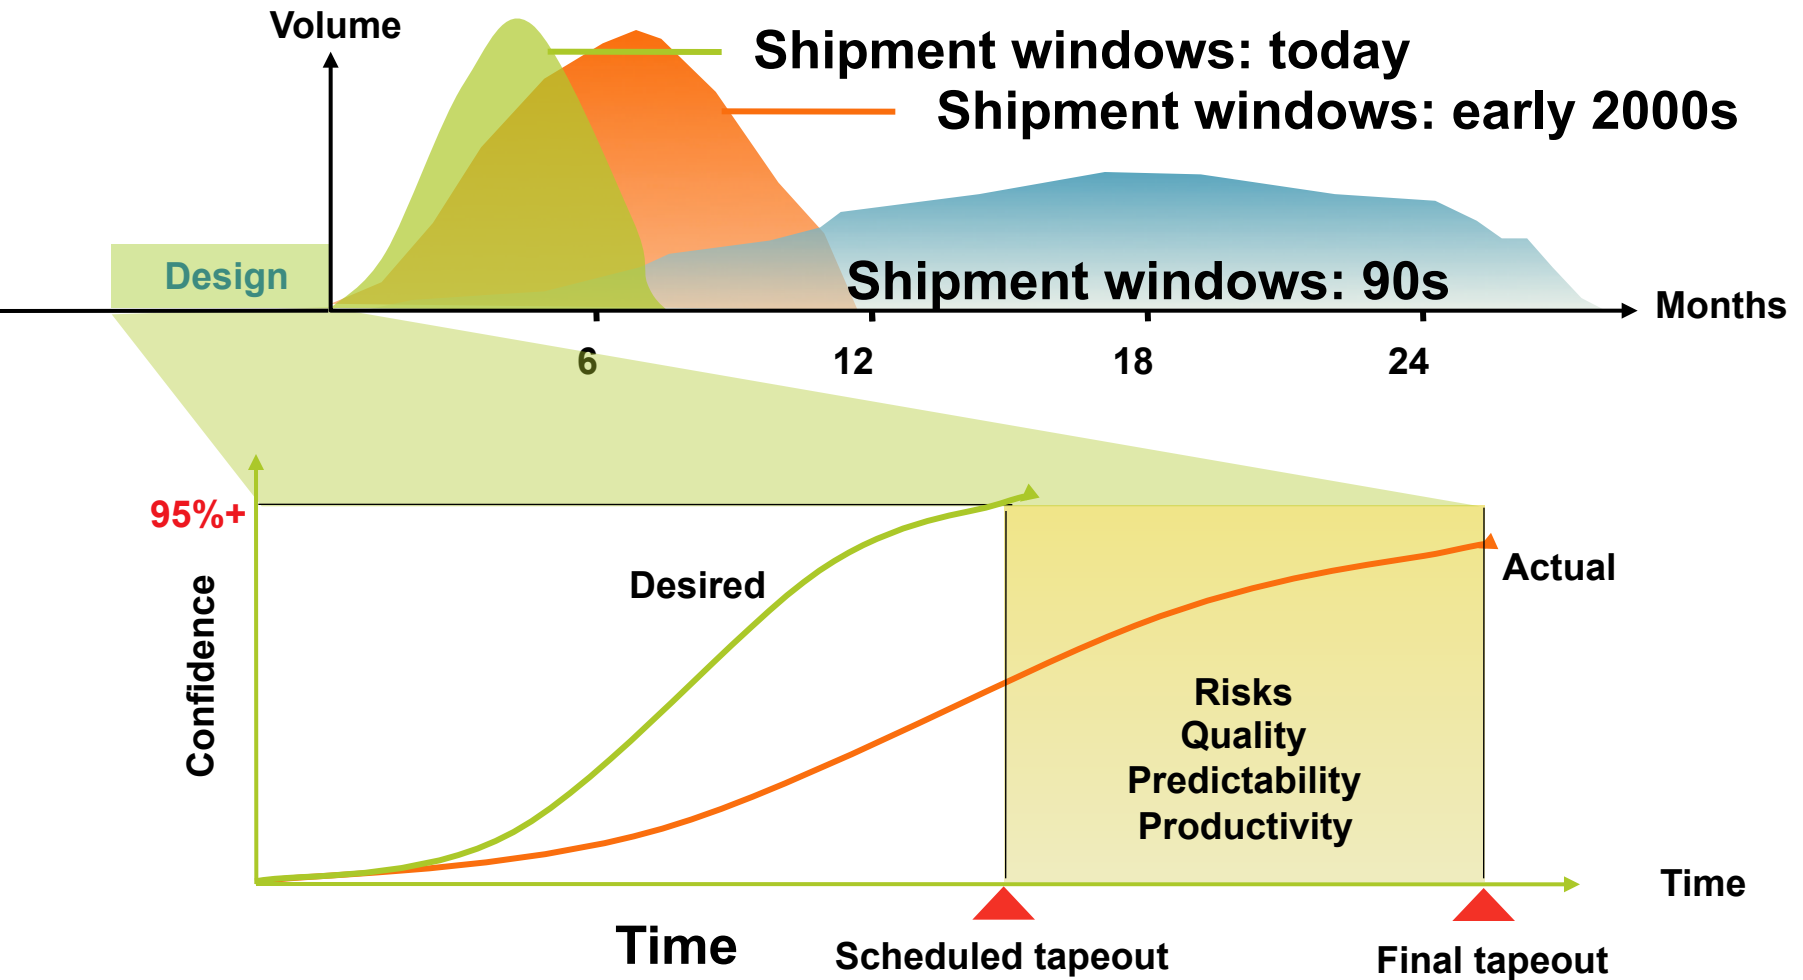 Volume
Shipment windows: today
Shipment windows: early 2000s
Design
Shipment windows: 90s
Months
6
12
18
24
95%+
Desired
Actual
Confidence
Risks
Quality
Predictability
Productivity
Time
Time
Scheduled tapeout
Final tapeout